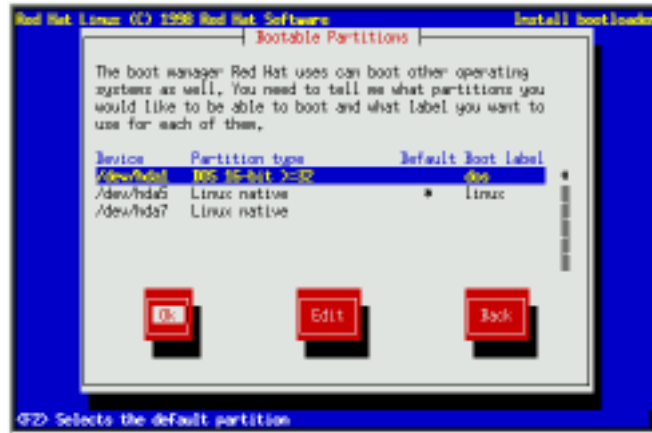 Red Hat Linux (C) 1998 Red Hat Software Install bootloader
Bootable Partitions
The boot manager Red Hat uses can boot other operating
systems as well. You need to tell me what partitions you
would like to be able to boot and what label you want to
use for each of them.
Device Partition type Default Boot label
/dev/hda1 DOS 16-bit >=32 dos
/dev/hda5 Linux native * linux
/dev/hda7 Linux native
Ok Edit Back
<F2> Selects the default partition